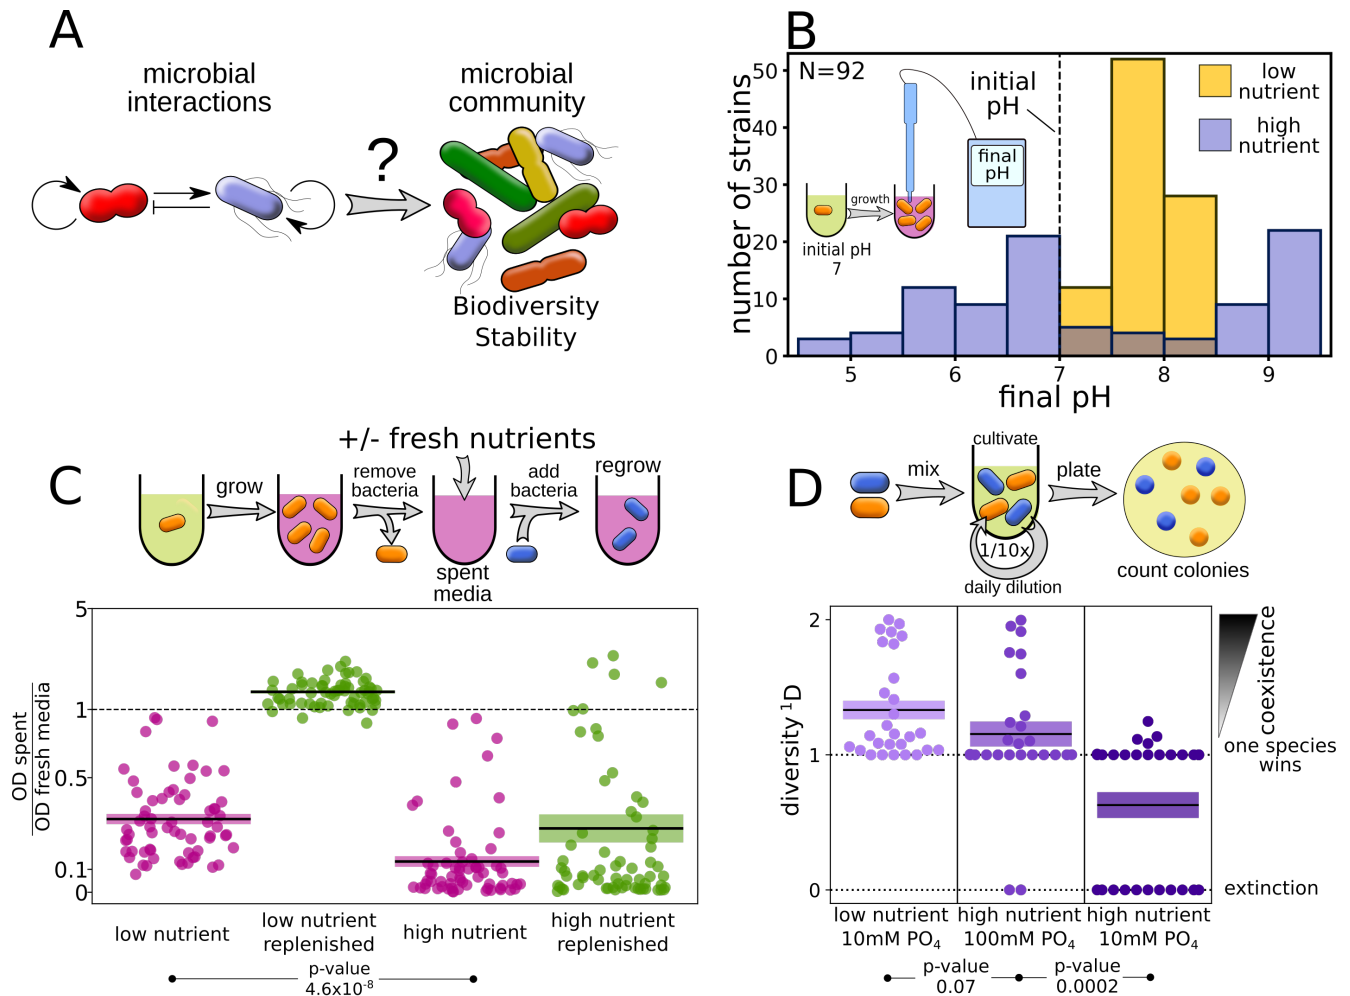 A
microbial
interactions
?
microbial
community
Biodiversity
Stability
B
N=92
initial
pH
low
nutrient
high
nutrient
final
pH
growth
initial pH
7
number of strains
50
40
30
20
10
0
5
6
7
8
9
final pH
C
+/- fresh nutrients
grow
remove
bacteria
add
bacteria
regrow
spent
media
OD spent
OD fresh media
5
1
0.5
0.1
0
low nutrient
low nutrient
replenished
high nutrient
high nutrient
replenished
p-value
4.6x10⁻⁸
D
mix
cultivate
plate
1/10x
daily dilution
count colonies
diversity ¹D
2
1
0
coexistence
one species
wins
extinction
low nutrient
10mM PO₄
high nutrient
100mM PO₄
high nutrient
10mM PO₄
p-value
0.07
p-value
0.0002